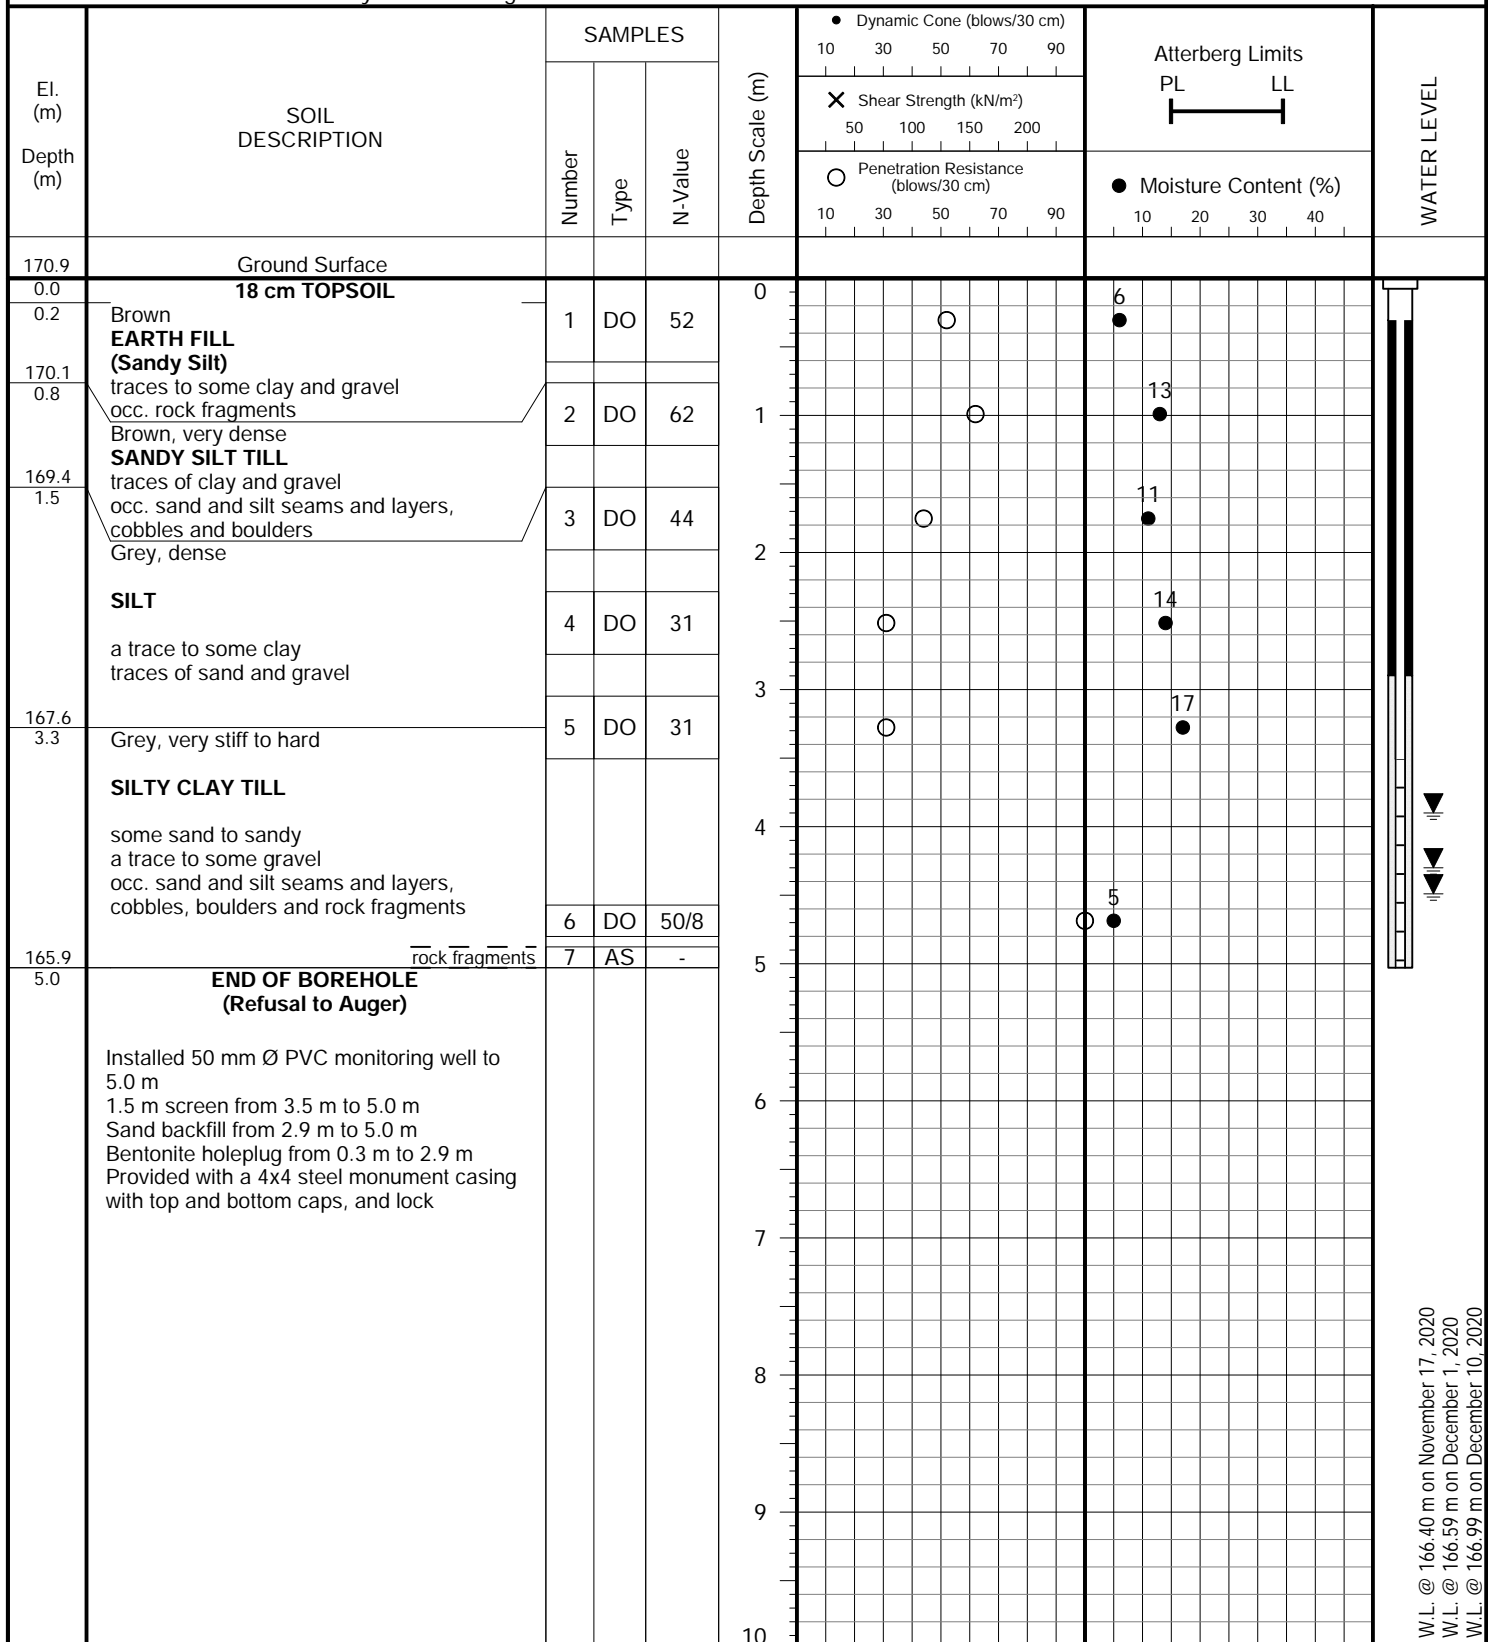 Dynamic Cone (blows/30 cm)
10 30 50 70 90
Shear Strength (kN/m²)
50 100 150 200
Penetration Resistance
(blows/30 cm)
10 30 50 70 90
Atterberg Limits
PL LL
Moisture Content (%)
10 20 30 40
WATER LEVEL
El.
(m)
Depth
(m)
SOIL
DESCRIPTION
SAMPLES
Number
Type
N-Value
Depth Scale (m)
170.9 Ground Surface
0.0 18 cm TOPSOIL 0
0.2 Brown 1 DO 52 6
EARTH FILL
(Sandy Silt)
170.1
traces to some clay and gravel
0.8
occ. rock fragments 2 DO 62 1 13
Brown, very dense
SANDY SILT TILL
169.4
traces of clay and gravel
1.5
occ. sand and silt seams and layers, 3 DO 44 11
cobbles and boulders
Grey, dense 2
SILT
4 DO 31 14
a trace to some clay
traces of sand and gravel
3
167.6 5 DO 31 17
3.3 Grey, very stiff to hard
SILTY CLAY TILL
some sand to sandy 4
a trace to some gravel
occ. sand and silt seams and layers,
cobbles, boulders and rock fragments
6 DO 50/8 5
165.9 rock fragments 7 AS - 5
5.0 END OF BOREHOLE
(Refusal to Auger)
Installed 50 mm Ø PVC monitoring well to
5.0 m
1.5 m screen from 3.5 m to 5.0 m
Sand backfill from 2.9 m to 5.0 m
Bentonite holeplug from 0.3 m to 2.9 m
Provided with a 4x4 steel monument casing
with top and bottom caps, and lock
6
7
8
9
10
W.L. @ 166.40 m on November 17, 2020
W.L. @ 166.59 m on December 1, 2020
W.L. @ 166.99 m on December 10, 2020